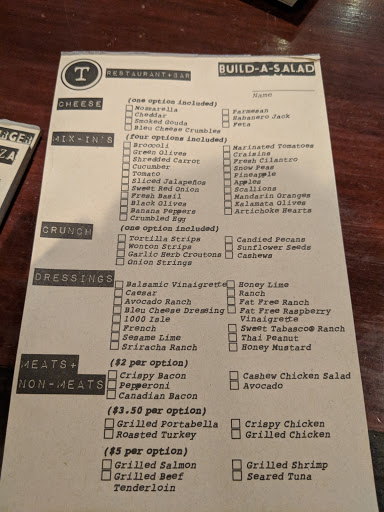 T RESTAURANT+BAR
BUILD-A-SALAD
Name
CHEESE
(one option included)
Mozzarella
Cheddar
Smoked Gouda
Bleu Cheese Crumbles
Parmesan
Habanero Jack
Feta
MIX-IN'S
(four options included)
Broccoli
Green Olives
Shredded Carrot
Cucumber
Tomato
Sliced Jalapeños
Sweet Red Onion
Fresh Basil
Black Olives
Banana Peppers
Crumbled Egg
Marinated Tomatoes
Craisins
Fresh Cilantro
Snow Peas
Pineapple
Apples
Scallions
Mandarin Oranges
Kalamata Olives
Artichoke Hearts
CRUNCH
(one option included)
Tortilla Strips
Wonton Strips
Garlic Herb Croutons
Onion Strings
Candied Pecans
Sunflower Seeds
Cashews
DRESSINGS
Balsamic Vinaigrette
Caesar
Avocado Ranch
Bleu Cheese Dressing
1000 Isle
French
Sesame Lime
Sriracha Ranch
Honey Lime
Ranch
Fat Free Ranch
Fat Free Raspberry
Vinaigrette
Sweet Tabasco® Ranch
Thai Peanut
Honey Mustard
MEATS+
NON-MEATS
($2 per option)
Crispy Bacon
Pepperoni
Canadian Bacon
Cashew Chicken Salad
Avocado
($3.50 per option)
Grilled Portabella
Roasted Turkey
Crispy Chicken
Grilled Chicken
($5 per option)
Grilled Salmon
Grilled Beef
Tenderloin
Grilled Shrimp
Seared Tuna